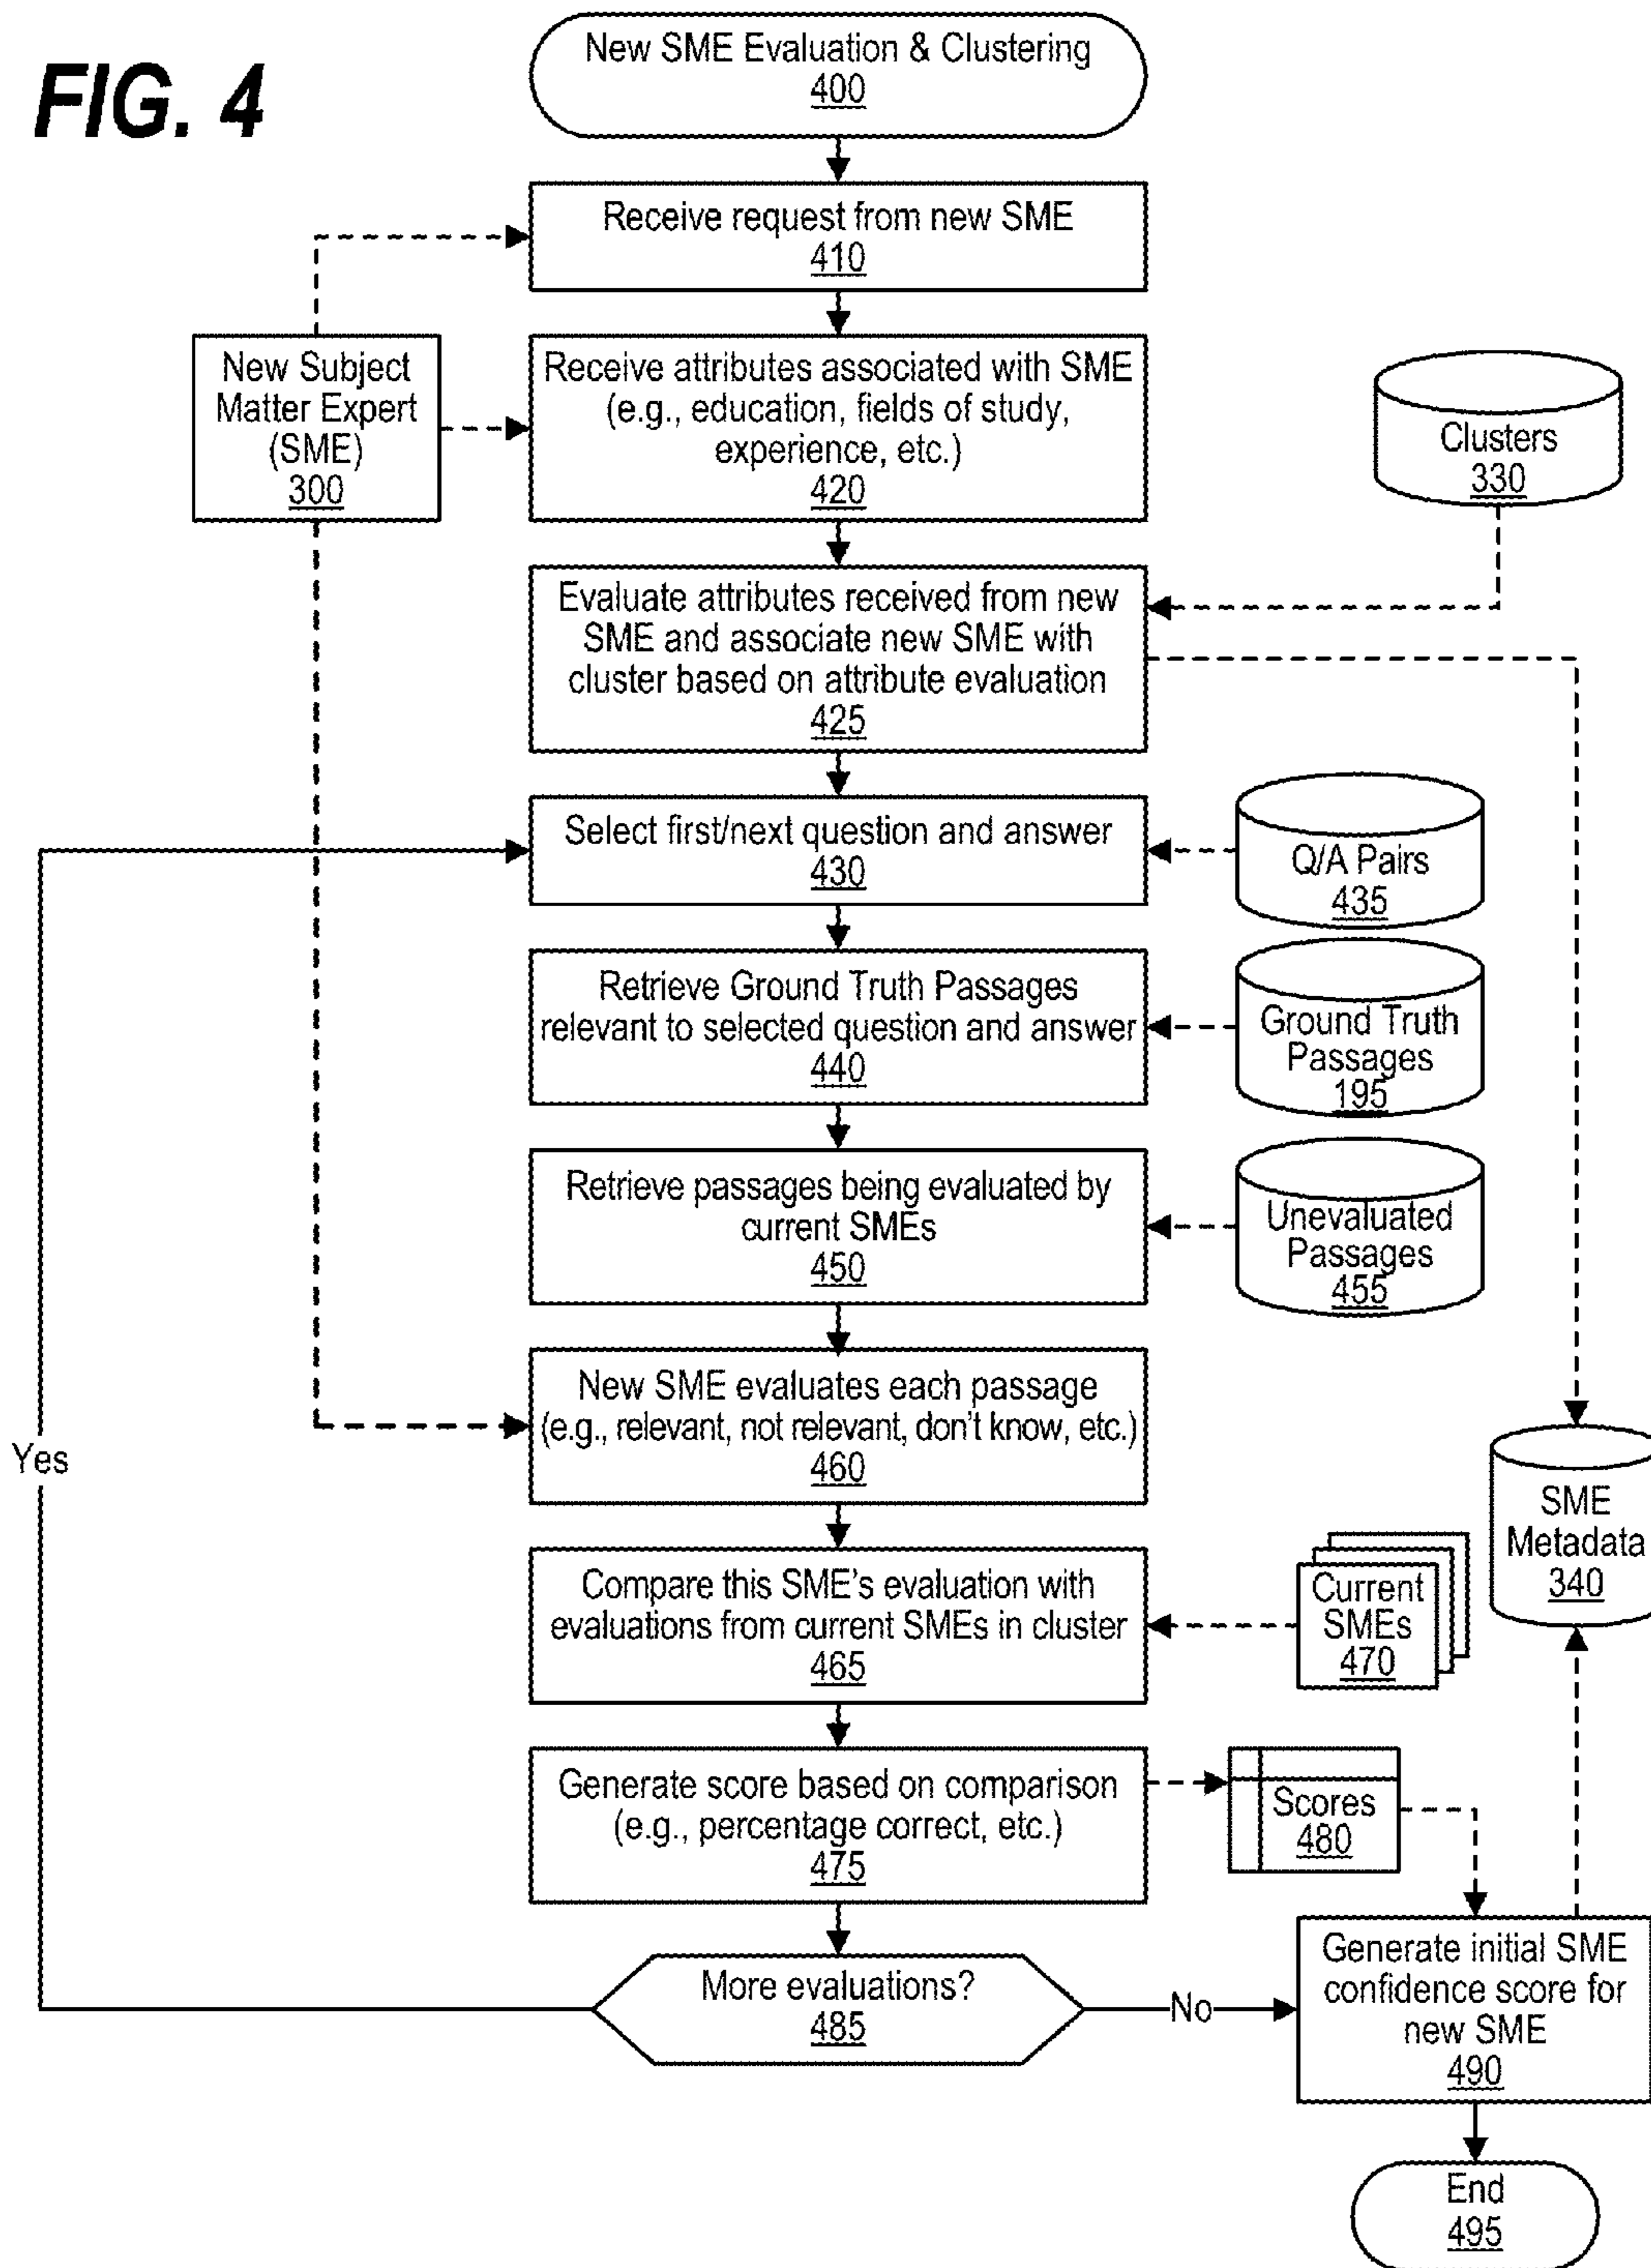 FIG. 4
New SME Evaluation & Clustering
400
Receive request from new SME
410
New Subject
Matter Expert
(SME)
300
Receive attributes associated with SME
(e.g., education, fields of study,
experience, etc.)
420
Clusters
330
Evaluate attributes received from new
SME and associate new SME with
cluster based on attribute evaluation
425
Select first/next question and answer
430
Q/A Pairs
435
Retrieve Ground Truth Passages
relevant to selected question and answer
440
Ground Truth
Passages
195
Retrieve passages being evaluated by
current SMEs
450
Unevaluated
Passages
455
New SME evaluates each passage
(e.g., relevant, not relevant, don't know, etc.)
460
Yes
SME
Metadata
340
Compare this SME's evaluation with
evaluations from current SMEs in cluster
465
Current
SMEs
470
Generate score based on comparison
(e.g., percentage correct, etc.)
475
Scores
480
More evaluations?
485
No
Generate initial SME
confidence score for
new SME
490
End
495